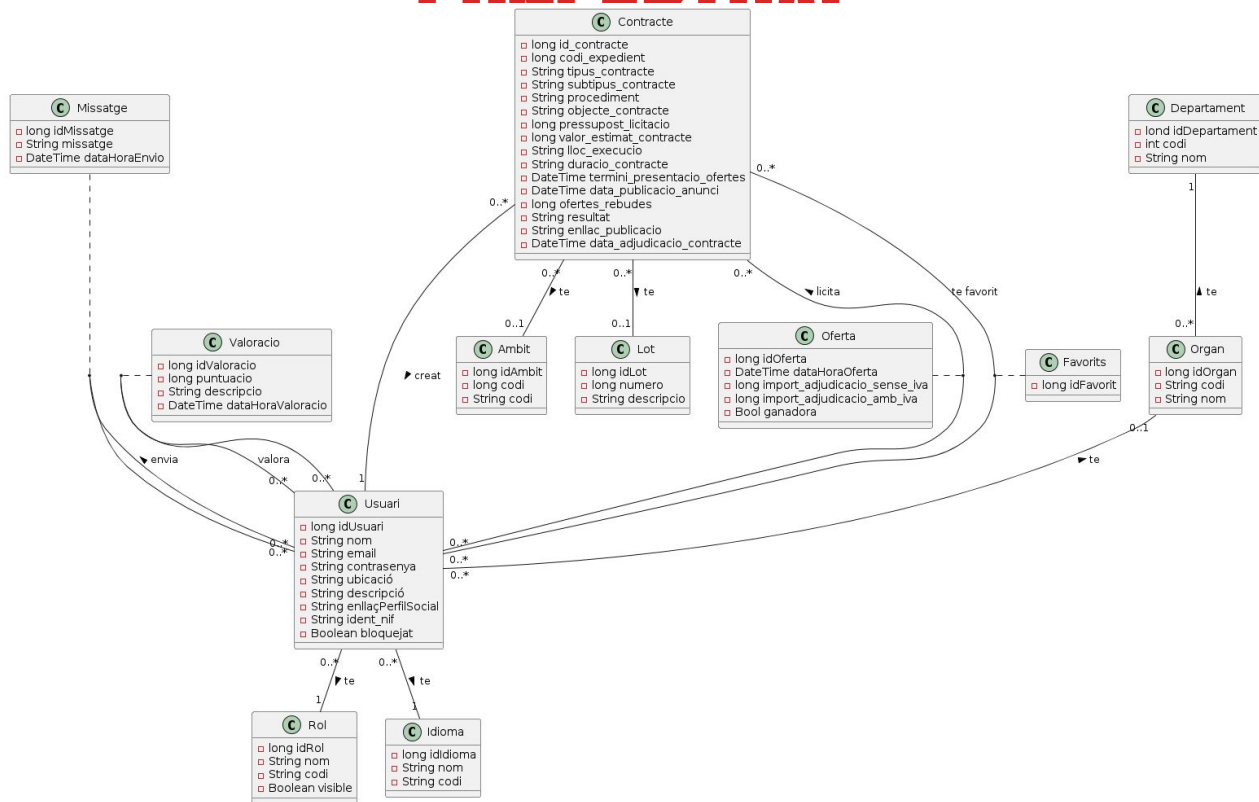 C Contracte
long id_contracte
long codi_expedient
String tipus_contracte
String subtipus_contracte
String procediment
String objecte_contracte
long pressupost_licitacio
long valor_estimat_contracte
String lloc_execucio
String duracio_contracte
DateTime termini_presentacio_ofertes
DateTime data_publicacio_anunci
long ofertes_rebudes
String resultat
String enllac_publicacio
DateTime data_adjudicacio_contracte
C Missatge
long idMissatge
String missatge
DateTime dataHoraEnvio
C Departament
lond idDepartament
int codi
String nom
0..*
0..*
1
0..*
0..*
0..*
te
te
licita
te favorit
te
0..1
0..1
0..*
C Valoracio
long idValoracio
long puntuacio
String descripcio
DateTime dataHoraValoracio
creat
C Ambit
long idAmbit
long codi
String codi
C Lot
long idLot
long numero
String descripcio
C Oferta
long idOferta
DateTime dataHoraOferta
long import_adjudicacio_sense_iva
long import_adjudicacio_amb_iva
Bool ganadora
C Favorits
long idFavorit
C Organ
long idOrgan
String codi
String nom
0..1
envia
valora
te
0..*
0..*
1
C Usuari
long idUsuari
String nom
String email
String contrasenya
String ubicació
String descripció
String enllaçPerfilSocial
String ident_nif
Boolean bloquejat
0..*
0..*
0..*
0..*
0..*
0..*
0..*
te
te
1
1
C Rol
long idRol
String nom
String codi
Boolean visible
C Idioma
long idIdioma
String nom
String codi